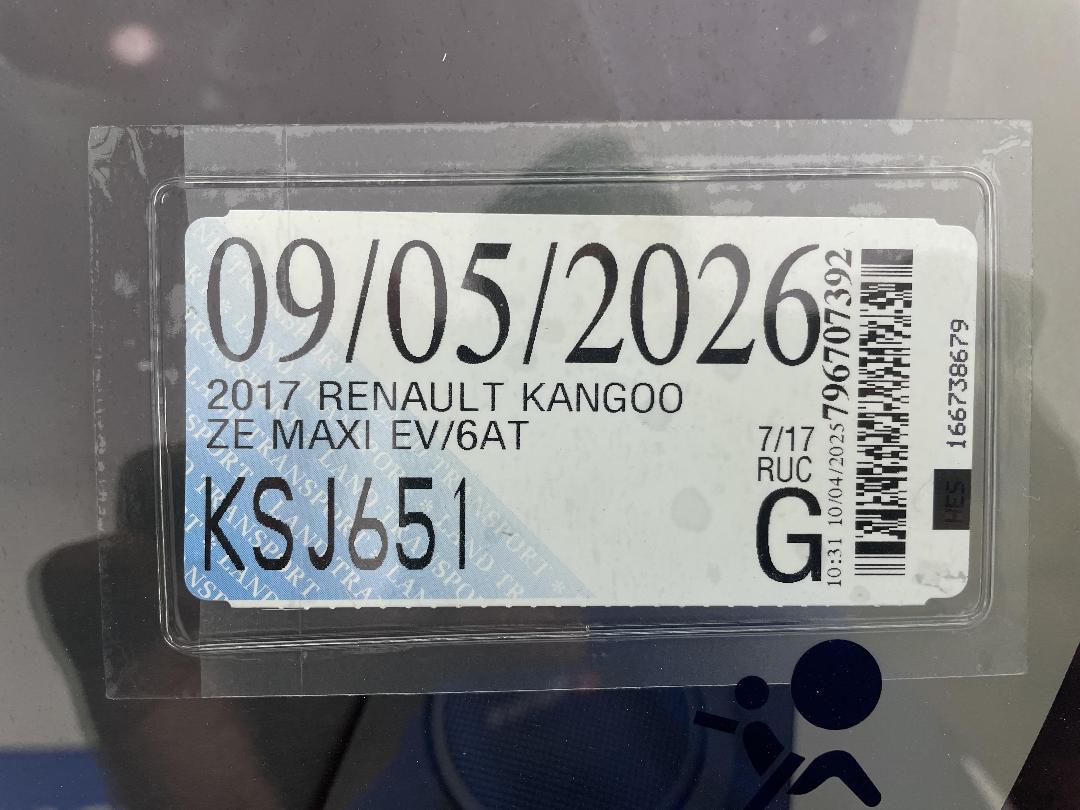 09/05/2026
2017 RENAULT KANGOO
ZE MAXI EV/6AT
7/17
RUC
KSJ651
G
10:31 10/04/2025 796707392
166738679
HES